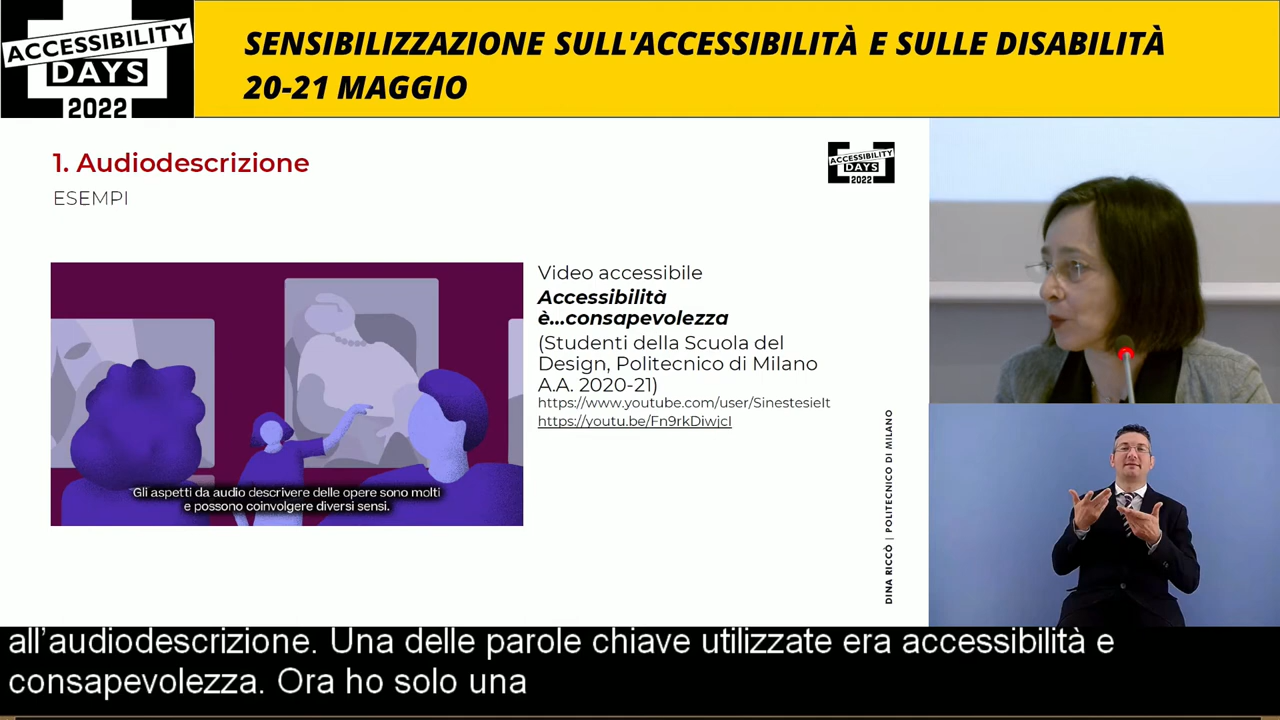 ACCESSIBILITY
DAYS
2022
SENSIBILIZZAZIONE SULL'ACCESSIBILITÀ E SULLE DISABILITÀ
20-21 MAGGIO
1. Audiodescrizione
ESEMPI
ACCESSIBILITY
DAYS
2022
"Gli aspetti da audio descrivere delle opere sono molti
e possono coinvolgere diversi sensi.
Video accessibile
Accessibilità
è...consapevolezza
(Studenti della Scuola del
Design, Politecnico di Milano
A.A. 2020-21)
https://www.youtube.com/user/SinestesieIt
https://youtu.be/Fn9rkDiwjcI
DINA RICCÒ | POLITECNICO DI MILANO
all’audiodescrizione. Una delle parole chiave utilizzate era accessibilità e
consapevolezza. Ora ho solo una